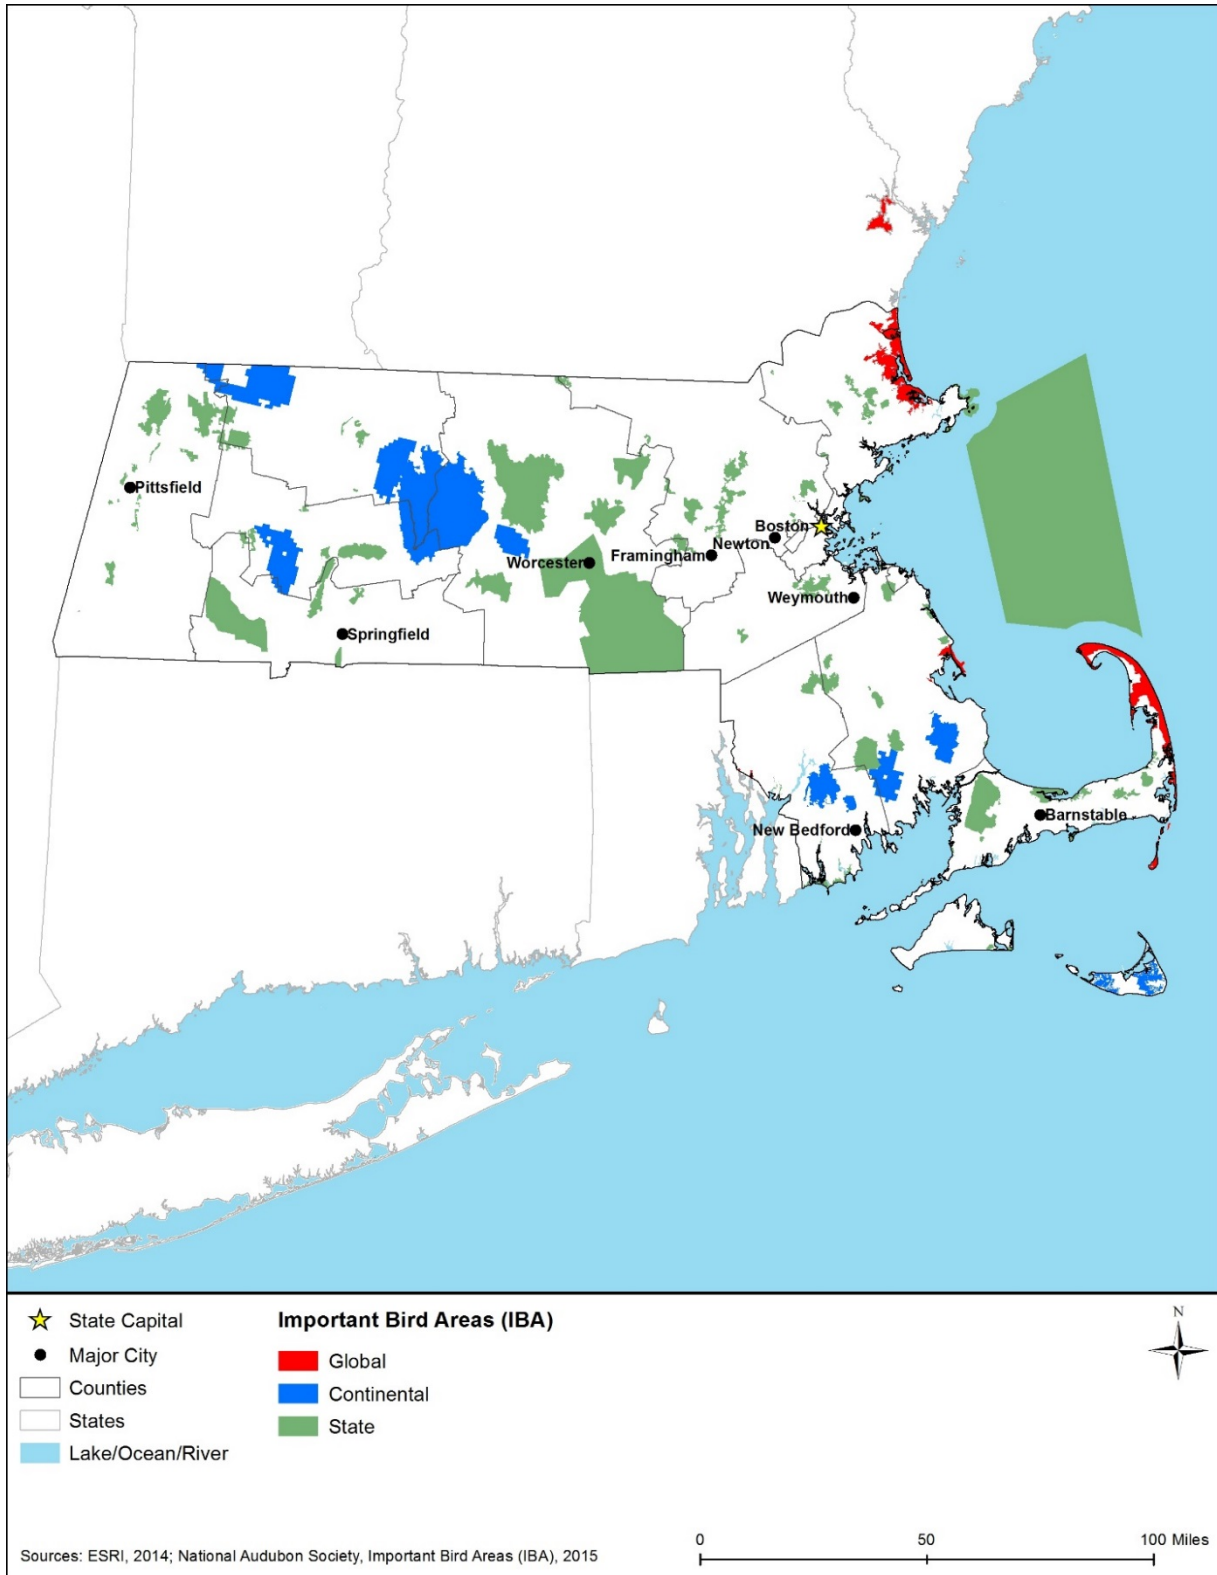 Pittsfield
Boston
Newton
Framingham
Worcester
Weymouth
Springfield
Barnstable
New Bedford
State Capital
Major City
Counties
States
Lake/Ocean/River
Important Bird Areas (IBA)
Global
Continental
State
N
0 50 100 Miles
Sources: ESRI, 2014; National Audubon Society, Important Bird Areas (IBA), 2015